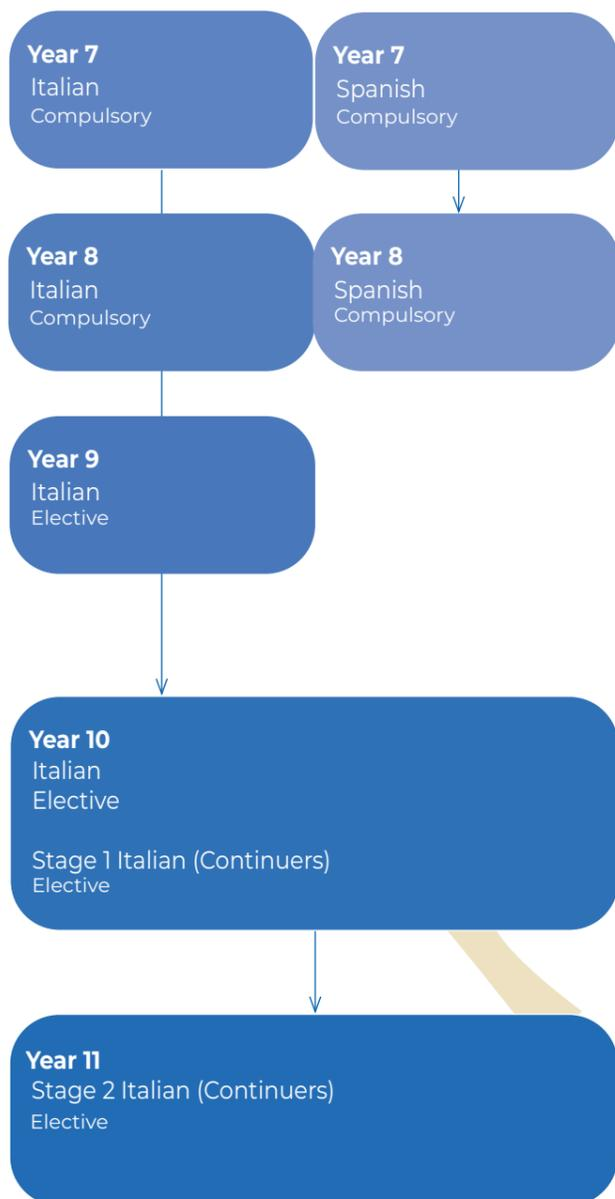 Year 7
Italian
Compulsory
Year 7
Spanish
Compulsory
Year 8
Italian
Compulsory
Year 8
Spanish
Compulsory
Year 9
Italian
Elective
Year 10
Italian
Elective
Stage 1 Italian (Continuers)
Elective
Year 11
Stage 2 Italian (Continuers)
Elective